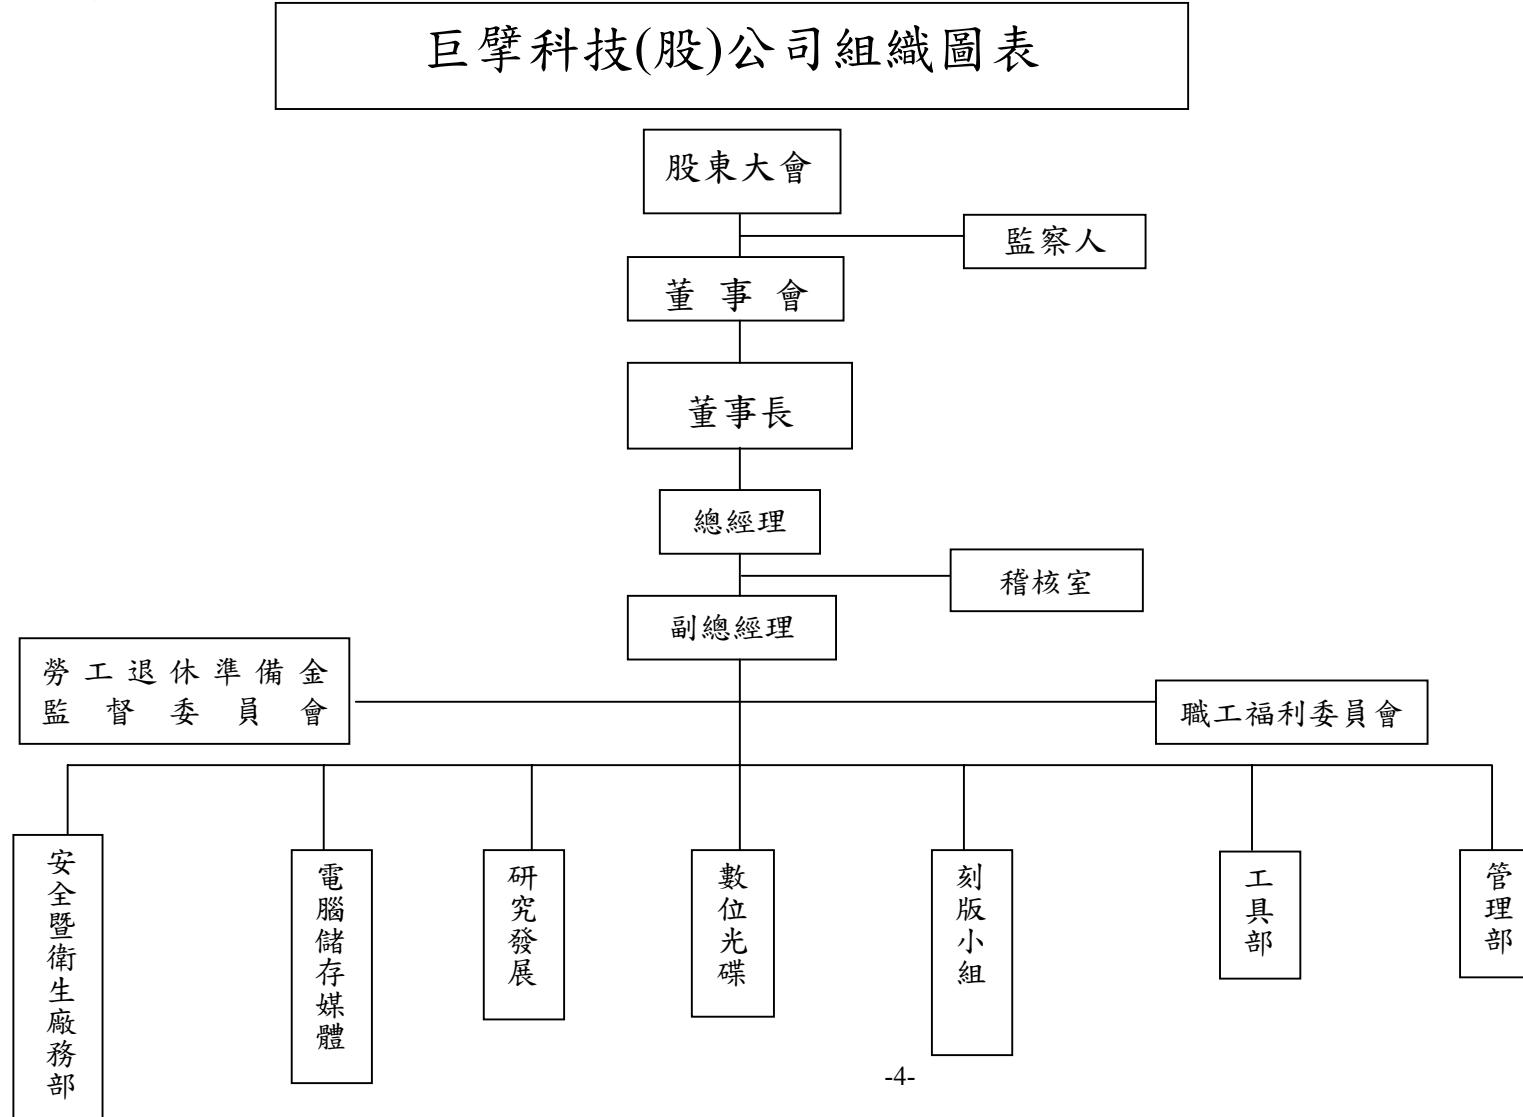 巨擘科技(股)公司組織圖表
股東大會
監察人
董事會
董事長
總經理
稽核室
副總經理
勞工退休準備金
監督委員會
職工福利委員會
安全暨衛生廠務部
電腦儲存媒體
研究發展
數位光碟
刻版小組
工具部
管理部
-4-